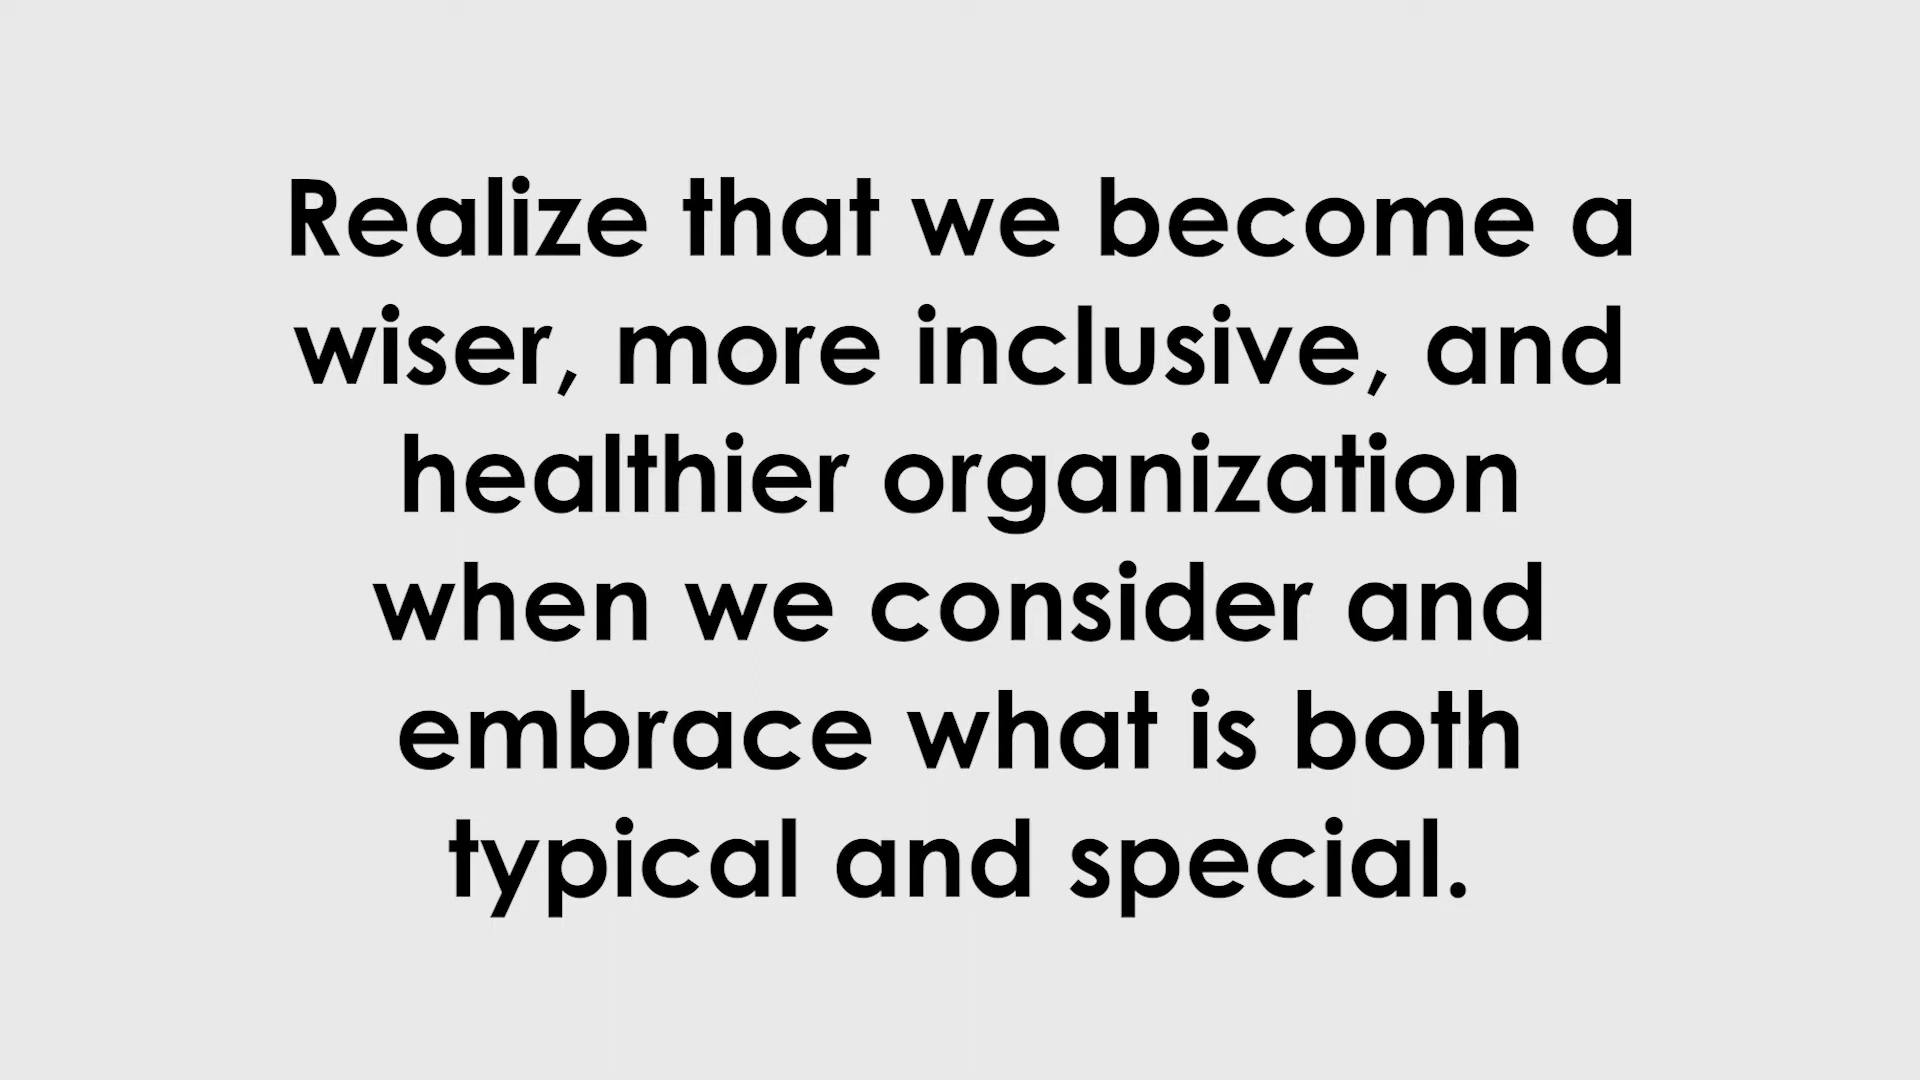 Realize that we become a
wiser, more inclusive, and
healthier organization
when we consider and
embrace what is both
typical and special.